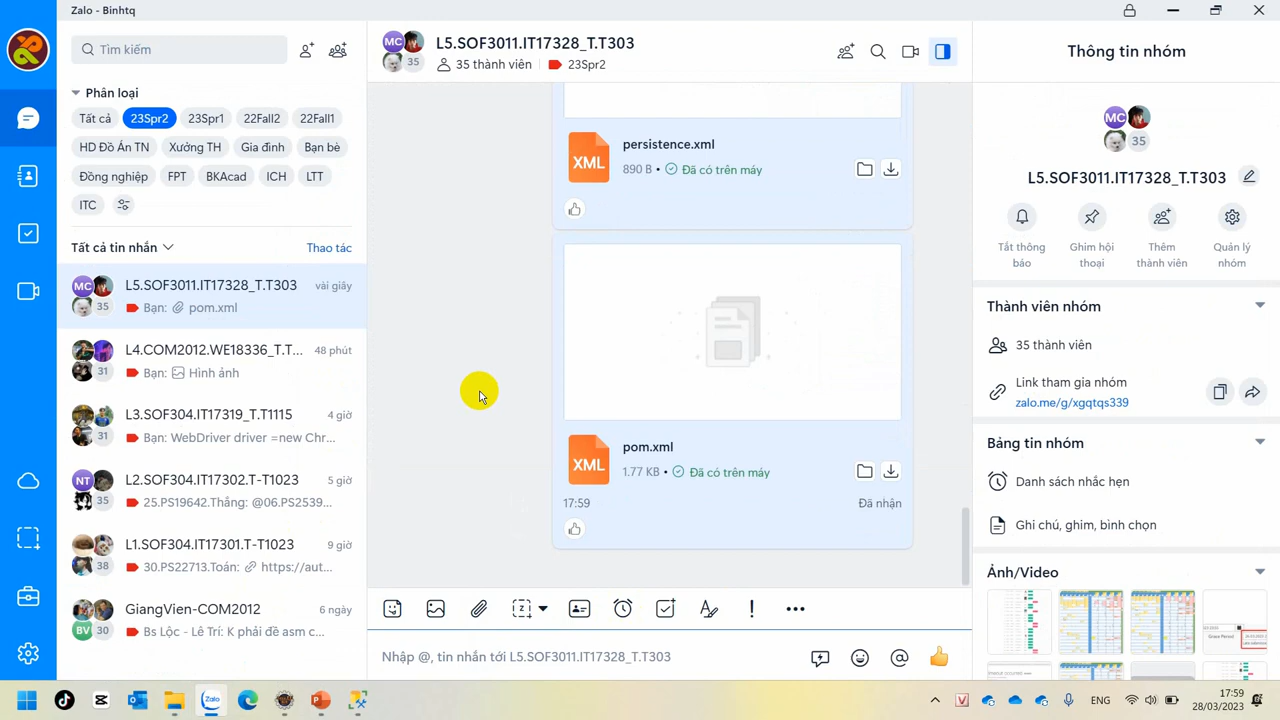 Zalo - Binhtq
Tìm kiếm
Phân loại
Tất cả
23Spr2
23Spr1
22Fall2
22Fall1
HD Đồ Án TN
Xưởng TH
Gia đình
Bạn bè
Đồng nghiệp
FPT
BKAcad
ICH
LTT
ITC
Tất cả tin nhắn
Thao tác
MC
35
L5.SOF3011.IT17328_T.T303
vài giây
Bạn: pom.xml
31
L4.COM2012.WE18336_T.T...
48 phút
Bạn: Hình ảnh
31
L3.SOF304.IT17319_T.T1115
4 giờ
Bạn: WebDriver driver =new Chr...
NT
35
L2.SOF304.IT17302.T-T1023
5 giờ
25.PS19642.Thắng: @06.PS2539...
38
L1.SOF304.IT17301.T-T1023
9 giờ
30.PS22713.Toán: https://aut...
BV
30
GiangVien-COM2012
6 ngày
Bs Lộc - Lê Trí: K phải đề asm c...
MC
35
L5.SOF3011.IT17328_T.T303
35 thành viên
23Spr2
XML
persistence.xml
890 B • Đã có trên máy
XML
pom.xml
1.77 KB • Đã có trên máy
17:59
Đã nhận
Nhập @, tin nhắn tới L5.SOF3011.IT17328_T.T303
Thông tin nhóm
MC
35
L5.SOF3011.IT17328_T.T303
Tắt thông báo
Ghim hội thoại
Thêm thành viên
Quản lý nhóm
Thành viên nhóm
35 thành viên
Link tham gia nhóm
zalo.me/g/xgqtqs339
Bảng tin nhóm
Danh sách nhắc hẹn
Ghi chú, ghim, bình chọn
Ảnh/Video
Grace Period
Zalo
V
ENG
17:59
28/03/2023